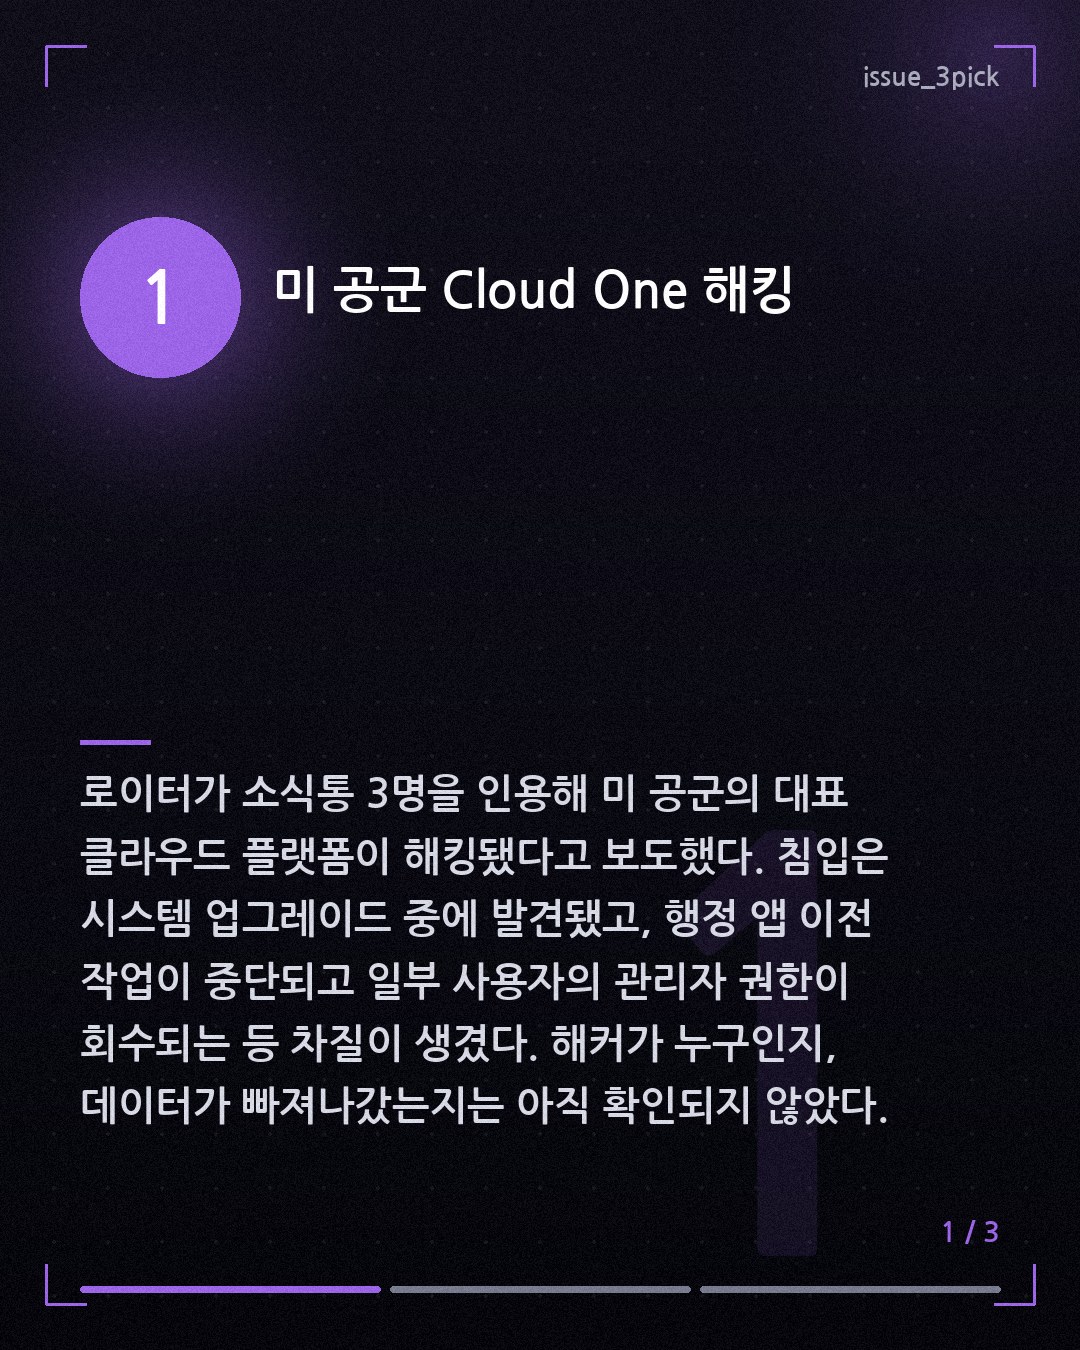 issue_3pick
1
미 공군 Cloud One 해킹
로이터가 소식통 3명을 인용해 미 공군의 대표
클라우드 플랫폼이 해킹됐다고 보도했다. 침입은
시스템 업그레이드 중에 발견됐고, 행정 앱 이전
작업이 중단되고 일부 사용자의 관리자 권한이
회수되는 등 차질이 생겼다. 해커가 누구인지,
데이터가 빠져나갔는지는 아직 확인되지 않았다.
1
1 / 3